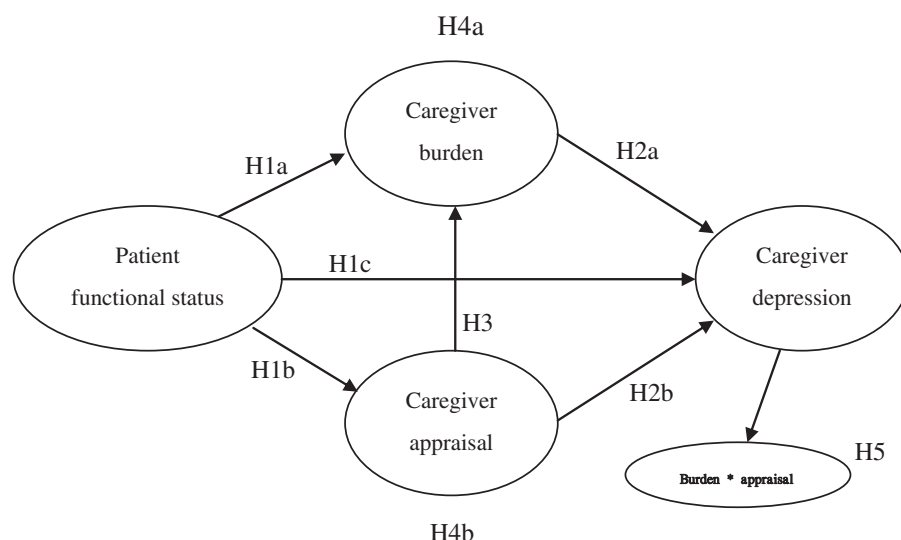 H4a
Caregiver
burden
H1a
H2a
Patient
functional status
H1c
Caregiver
depression
H3
H1b
Caregiver
appraisal
H2b
H5
Burden * appraisal
H4b